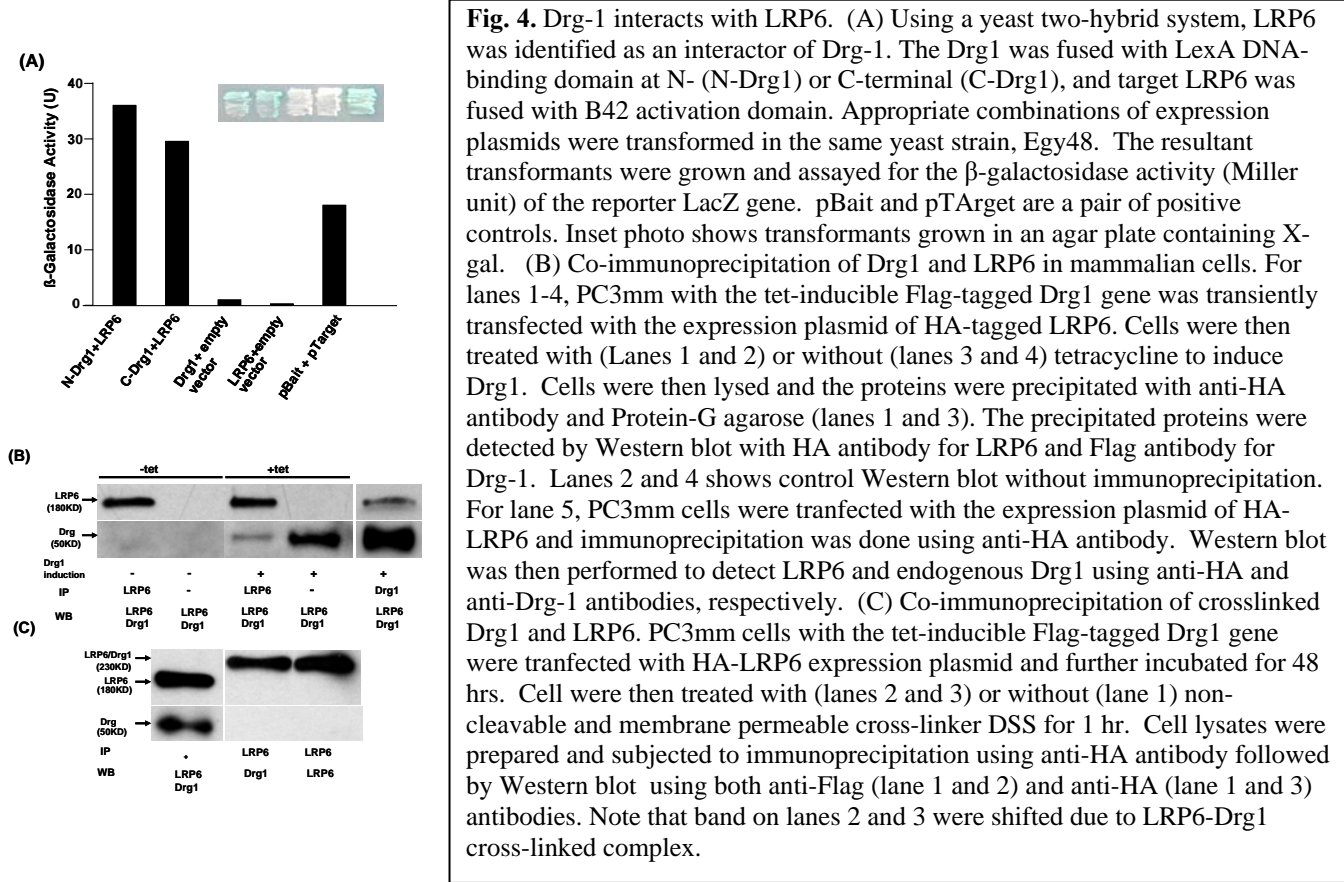 (A)
ß-Galactosidase Activity (U)
40
30
20
10
0
N-Drg1+LRP6
C-Drg1+LRP6
Drg1+ empty
vector
LRP6+empty
vector
pBait + pTarget
(B)
-tet
+tet
LRP6
(180KD)
Drg
(50KD)
Drg1
induction
- - + + +
IP LRP6 - LRP6 - Drg1
WB LRP6 LRP6 LRP6 LRP6 LRP6
Drg1 Drg1 Drg1 Drg1 Drg1
(C)
LRP6/Drg1
(230KD)
LRP6
(180KD)
Drg
(50KD)
IP + LRP6 LRP6
WB LRP6 Drg1 LRP6
Drg1
Fig. 4. Drg-1 interacts with LRP6. (A) Using a yeast two-hybrid system, LRP6
was identified as an interactor of Drg-1. The Drg1 was fused with LexA DNA-
binding domain at N- (N-Drg1) or C-terminal (C-Drg1), and target LRP6 was
fused with B42 activation domain. Appropriate combinations of expression
plasmids were transformed in the same yeast strain, Egy48. The resultant
transformants were grown and assayed for the β-galactosidase activity (Miller
unit) of the reporter LacZ gene. pBait and pTArget are a pair of positive
controls. Inset photo shows transformants grown in an agar plate containing X-
gal. (B) Co-immunoprecipitation of Drg1 and LRP6 in mammalian cells. For
lanes 1-4, PC3mm with the tet-inducible Flag-tagged Drg1 gene was transiently
transfected with the expression plasmid of HA-tagged LRP6. Cells were then
treated with (Lanes 1 and 2) or without (lanes 3 and 4) tetracycline to induce
Drg1. Cells were then lysed and the proteins were precipitated with anti-HA
antibody and Protein-G agarose (lanes 1 and 3). The precipitated proteins were
detected by Western blot with HA antibody for LRP6 and Flag antibody for
Drg-1. Lanes 2 and 4 shows control Western blot without immunoprecipitation.
For lane 5, PC3mm cells were tranfected with the expression plasmid of HA-
LRP6 and immunoprecipitation was done using anti-HA antibody. Western blot
was then performed to detect LRP6 and endogenous Drg1 using anti-HA and
anti-Drg-1 antibodies, respectively. (C) Co-immunoprecipitation of crosslinked
Drg1 and LRP6. PC3mm cells with the tet-inducible Flag-tagged Drg1 gene
were tranfected with HA-LRP6 expression plasmid and further incubated for 48
hrs. Cell were then treated with (lanes 2 and 3) or without (lane 1) non-
cleavable and membrane permeable cross-linker DSS for 1 hr. Cell lysates were
prepared and subjected to immunoprecipitation using anti-HA antibody followed
by Western blot using both anti-Flag (lane 1 and 2) and anti-HA (lane 1 and 3)
antibodies. Note that band on lanes 2 and 3 were shifted due to LRP6-Drg1
cross-linked complex.